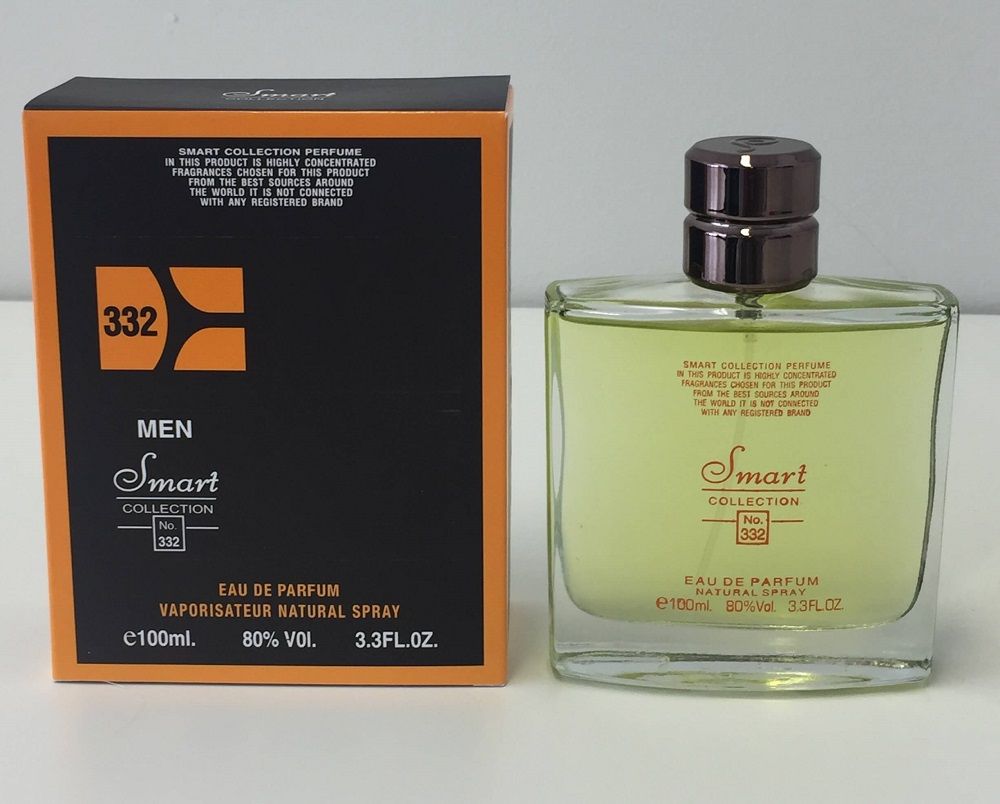 Smart
COLLECTION
SMART COLLECTION PERFUME
IN THIS PRODUCT IS HIGHLY CONCENTRATED
FRAGRANCES CHOSEN FOR THIS PRODUCT
FROM THE BEST SOURCES AROUND
THE WORLD IT IS NOT CONNECTED
WITH ANY REGISTERED BRAND
332
MEN
Smart
COLLECTION
No.
332
EAU DE PARFUM
VAPORISATEUR NATURAL SPRAY
℮100ml. 80% VOL. 3.3FL.OZ.
SMART COLLECTION PERFUME
IN THIS PRODUCT IS HIGHLY CONCENTRATED
FRAGRANCES CHOSEN FOR THIS PRODUCT
FROM THE BEST SOURCES AROUND
THE WORLD IT IS NOT CONNECTED
WITH ANY REGISTERED BRAND
Smart
COLLECTION
No.
332
EAU DE PARFUM
NATURAL SPRAY
℮100ml. 80%Vol. 3.3FL.OZ.